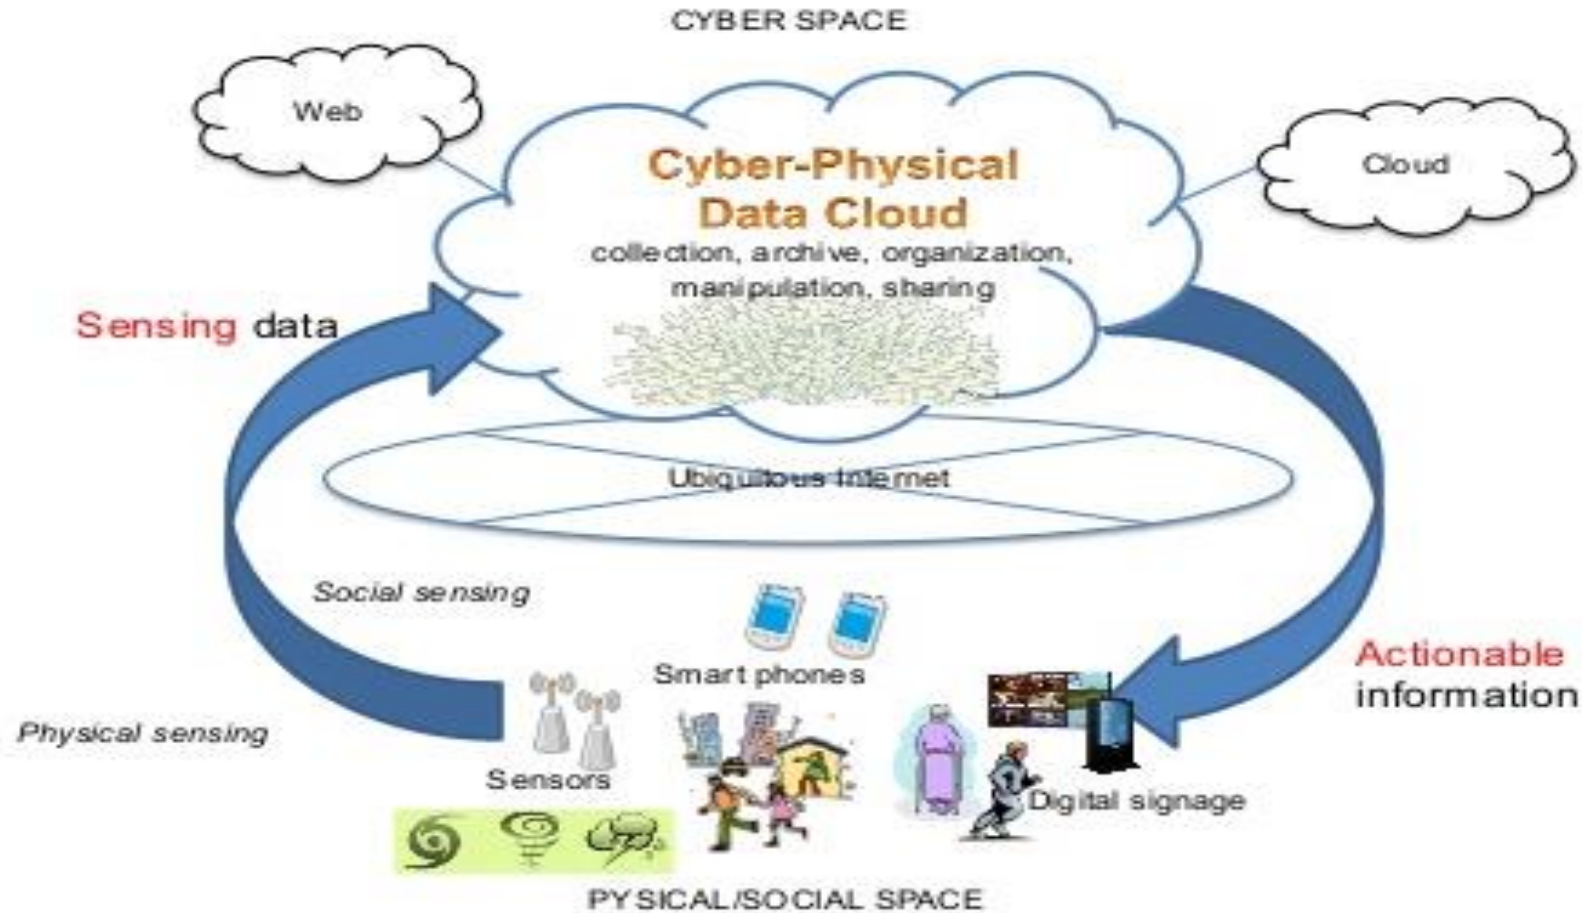 CYBER SPACE
Web
Cloud
Cyber-Physical
Data Cloud
collection, archive, organization,
manipulation, sharing
Sensing data
Ubiquitous Internet
Social sensing
Smart phones
Actionable
information
Physical sensing
Sensors
Digital signage
PYSICAL/SOCIAL SPACE